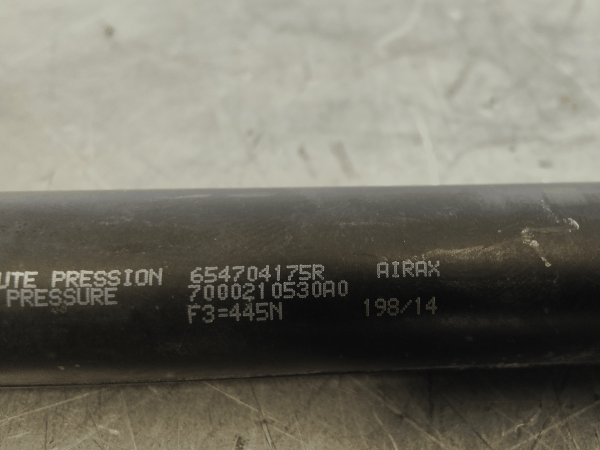 UTE PRESSION 654704175R AIRAX
PRESSURE 7000210530A0
F3=445N 198/14